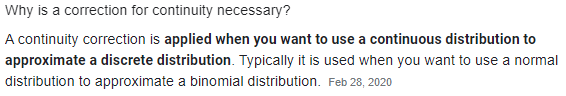 Why is a correction for continuity necessary?
A continuity correction is applied when you want to use a continuous distribution to
approximate a discrete distribution. Typically it is used when you want to use a normal
distribution to approximate a binomial distribution. Feb 28, 2020